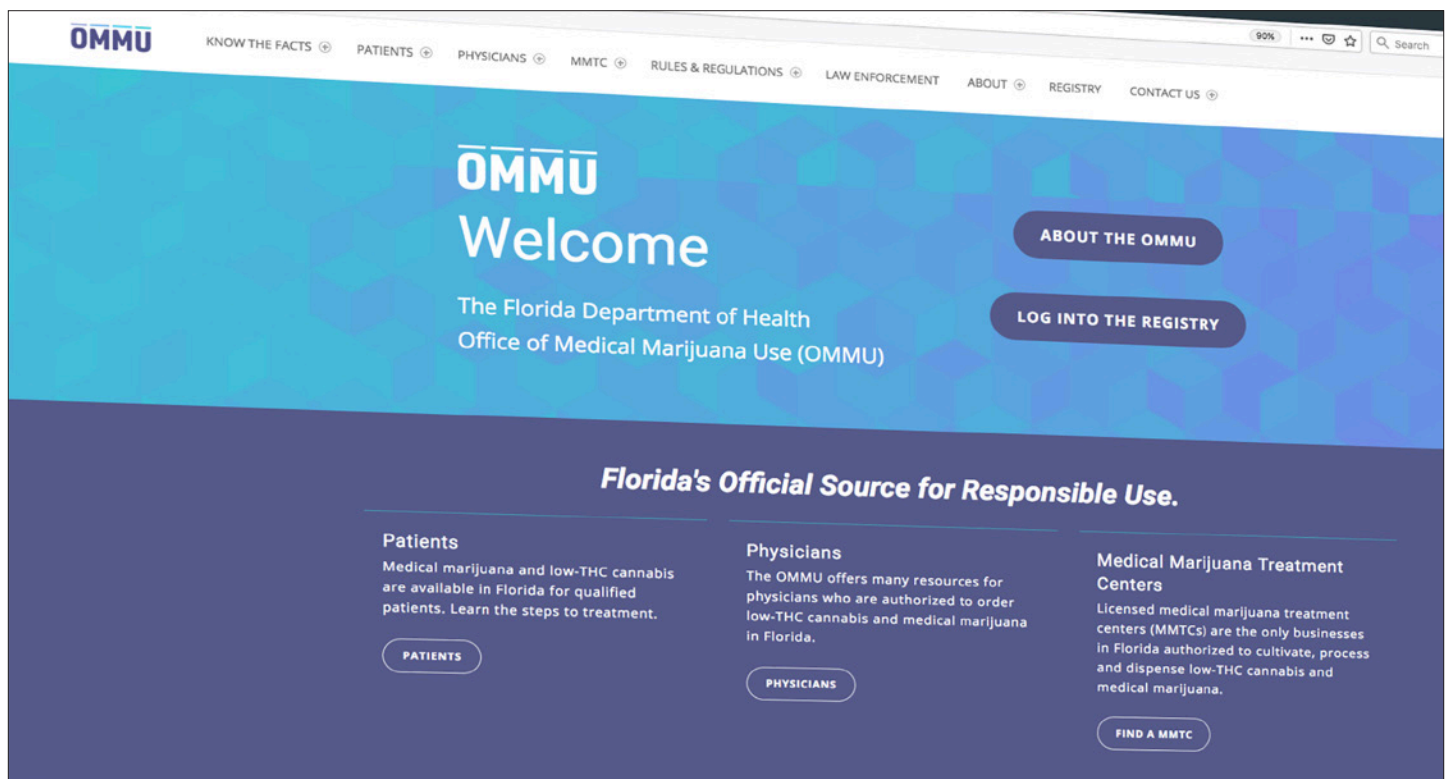 90%
Search
OMMU
KNOW THE FACTS
PATIENTS
PHYSICIANS
MMTC
RULES & REGULATIONS
LAW ENFORCEMENT
ABOUT
REGISTRY
CONTACT US
OMMU
Welcome
The Florida Department of Health
Office of Medical Marijuana Use (OMMU)
ABOUT THE OMMU
LOG INTO THE REGISTRY
Florida's Official Source for Responsible Use.
Patients
Medical marijuana and low-THC cannabis
are available in Florida for qualified
patients. Learn the steps to treatment.
PATIENTS
Physicians
The OMMU offers many resources for
physicians who are authorized to order
low-THC cannabis and medical marijuana
in Florida.
PHYSICIANS
Medical Marijuana Treatment
Centers
Licensed medical marijuana treatment
centers (MMTCs) are the only businesses
in Florida authorized to cultivate, process
and dispense low-THC cannabis and
medical marijuana.
FIND A MMTC